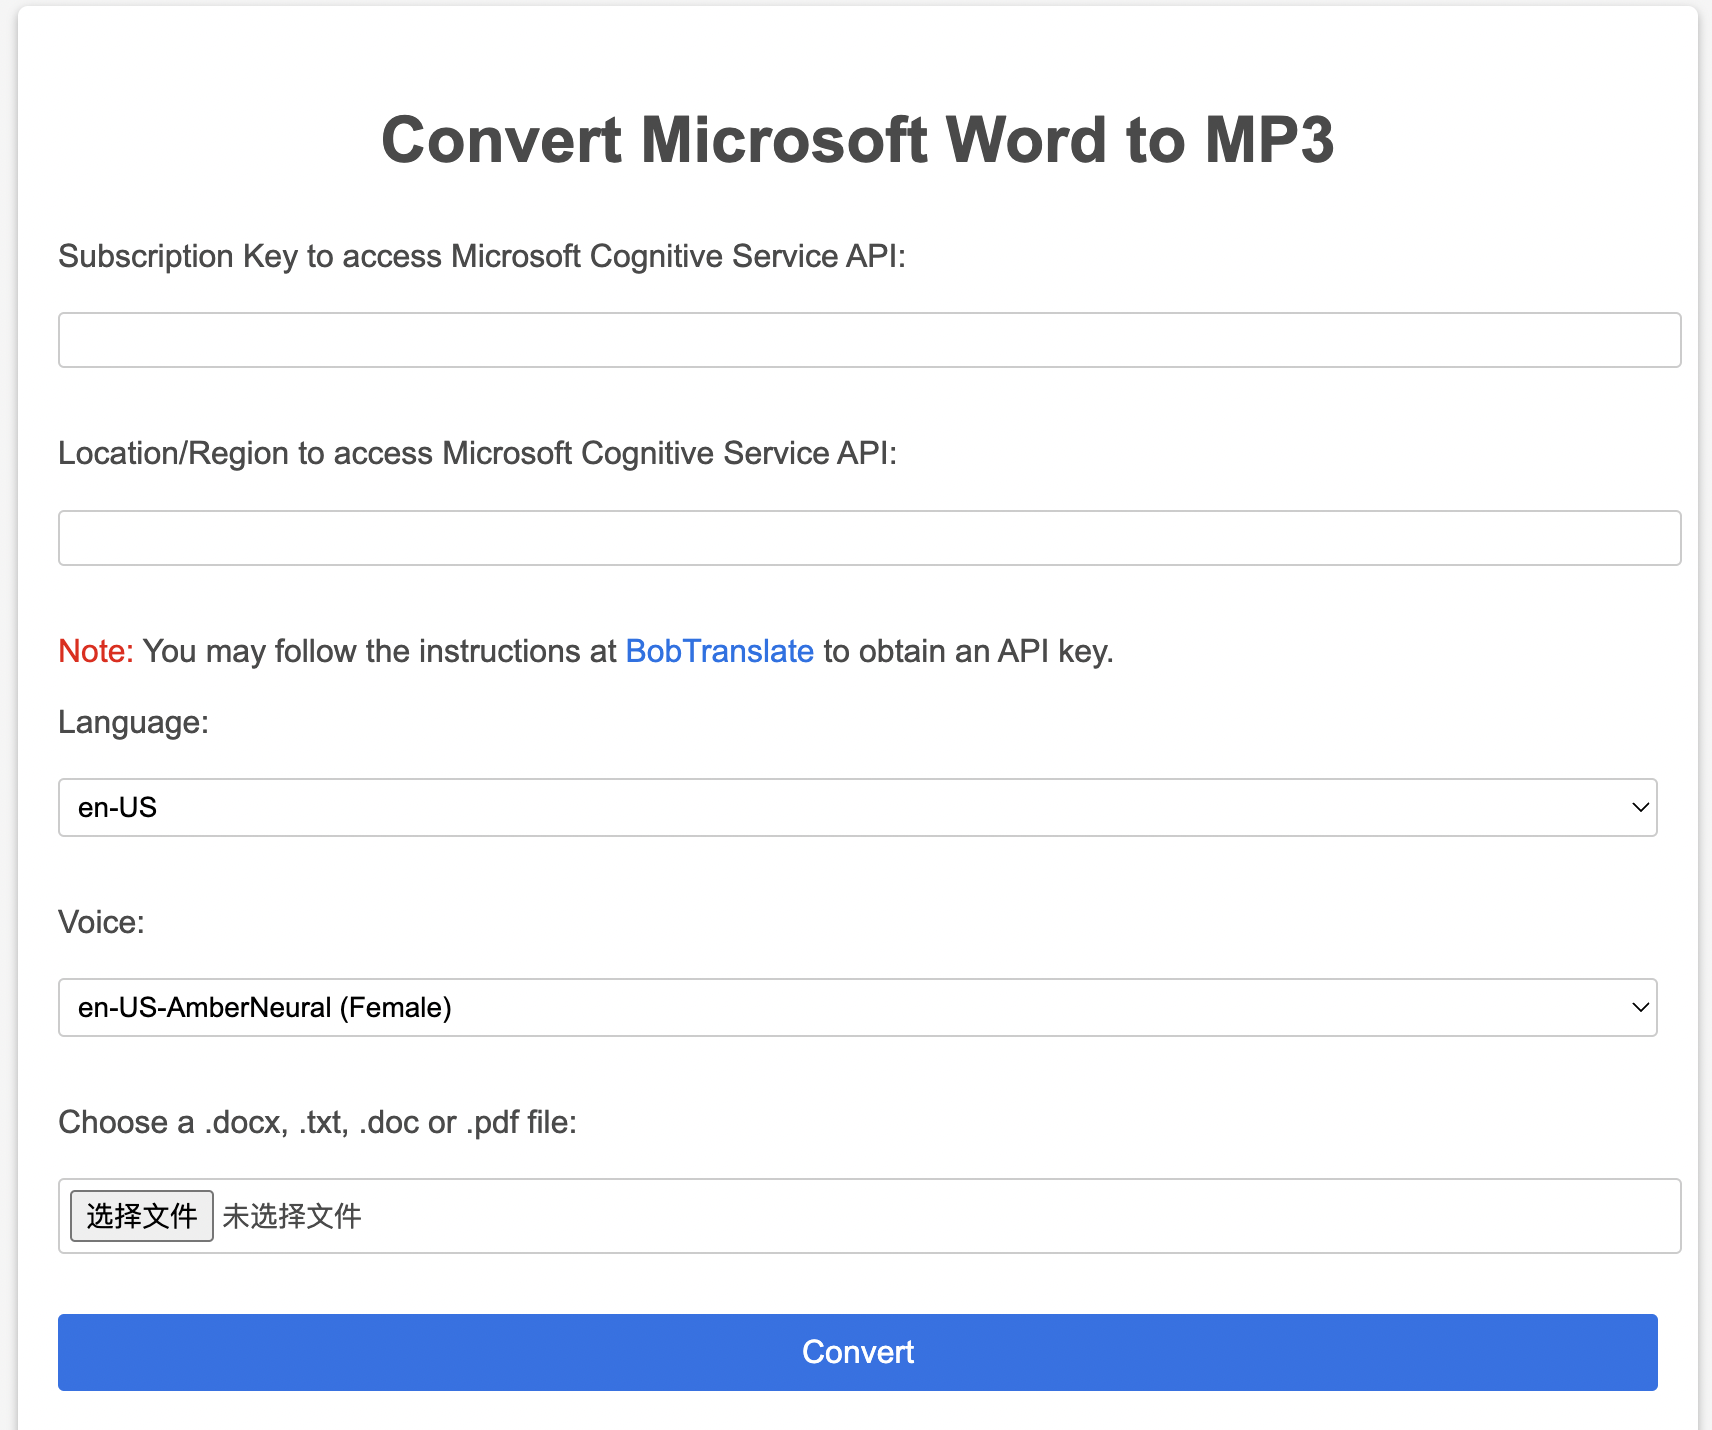 Convert Microsoft Word to MP3
Subscription Key to access Microsoft Cognitive Service API:
Location/Region to access Microsoft Cognitive Service API:
Note: You may follow the instructions at BobTranslate to obtain an API key.
Language:
en-US
Voice:
en-US-AmberNeural (Female)
Choose a .docx, .txt, .doc or .pdf file:
选择文件 未选择文件
Convert